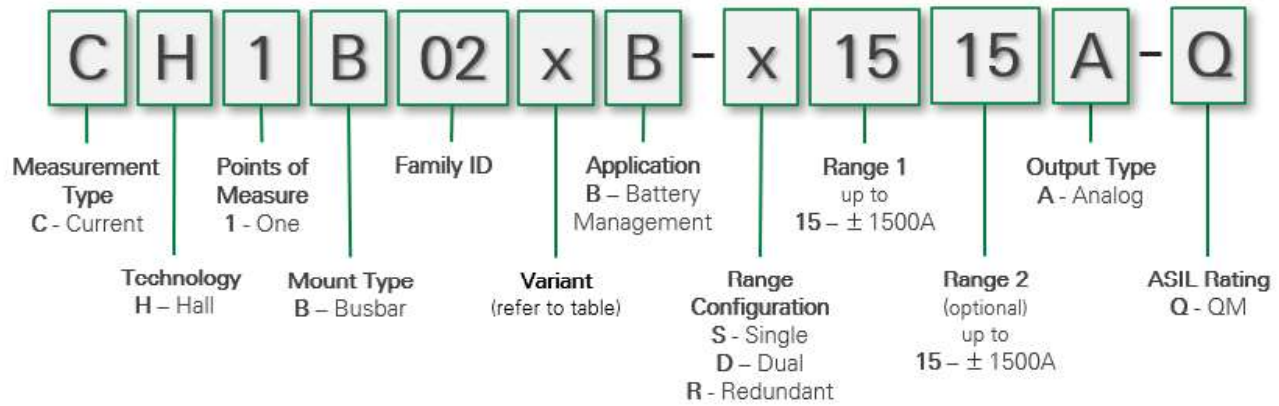 C H 1 B 02 x B - x 15 15 A - Q
Measurement
Type
C - Current
Points of
Measure
1 - One
Family ID
Application
B – Battery
Management
Range 1
up to
15 – ± 1500A
Output Type
A - Analog
Technology
H – Hall
Mount Type
B – Busbar
Variant
(refer to table)
Range
Configuration
S - Single
D – Dual
R - Redundant
Range 2
(optional)
up to
15 – ± 1500A
ASIL Rating
Q - QM